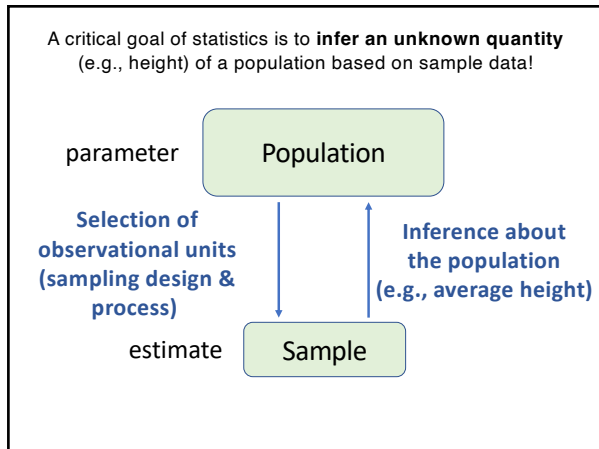 A critical goal of statistics is to infer an unknown quantity
(e.g., height) of a population based on sample data!
parameter
Population
Selection of
observational units
(sampling design &
process)
Inference about
the population
(e.g., average height)
estimate
Sample